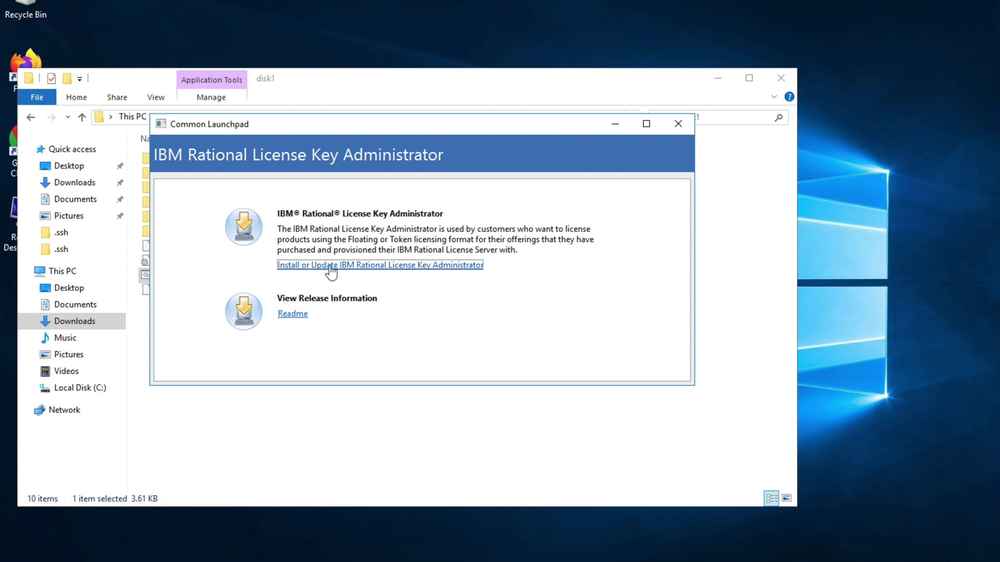 Recycle Bin
Application Tools
disk1
File
Home
Share
View
Manage
This PC
Common Launchpad
IBM Rational License Key Administrator
Quick access
Desktop
Downloads
Documents
Pictures
.ssh
.ssh
This PC
Desktop
Documents
Downloads
Music
Pictures
Videos
Local Disk (C:)
Network
IBM® Rational® License Key Administrator
The IBM Rational License Key Administrator is used by customers who want to license
products using the Floating or Token licensing format for their offerings that they have
purchased and provisioned their IBM Rational License Server with.
Install or Update IBM Rational License Key Administrator
View Release Information
Readme
10 items
1 item selected 3.61 KB